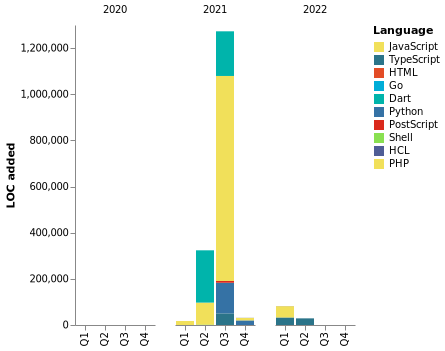 2020 2021 2022
Language
JavaScript
TypeScript
HTML
Go
Dart
Python
PostScript
Shell
HCL
PHP
LOC added
1,200,000
1,000,000
800,000
600,000
400,000
200,000
0
Q1 Q2 Q3 Q4 Q1 Q2 Q3 Q4 Q1 Q2 Q3 Q4